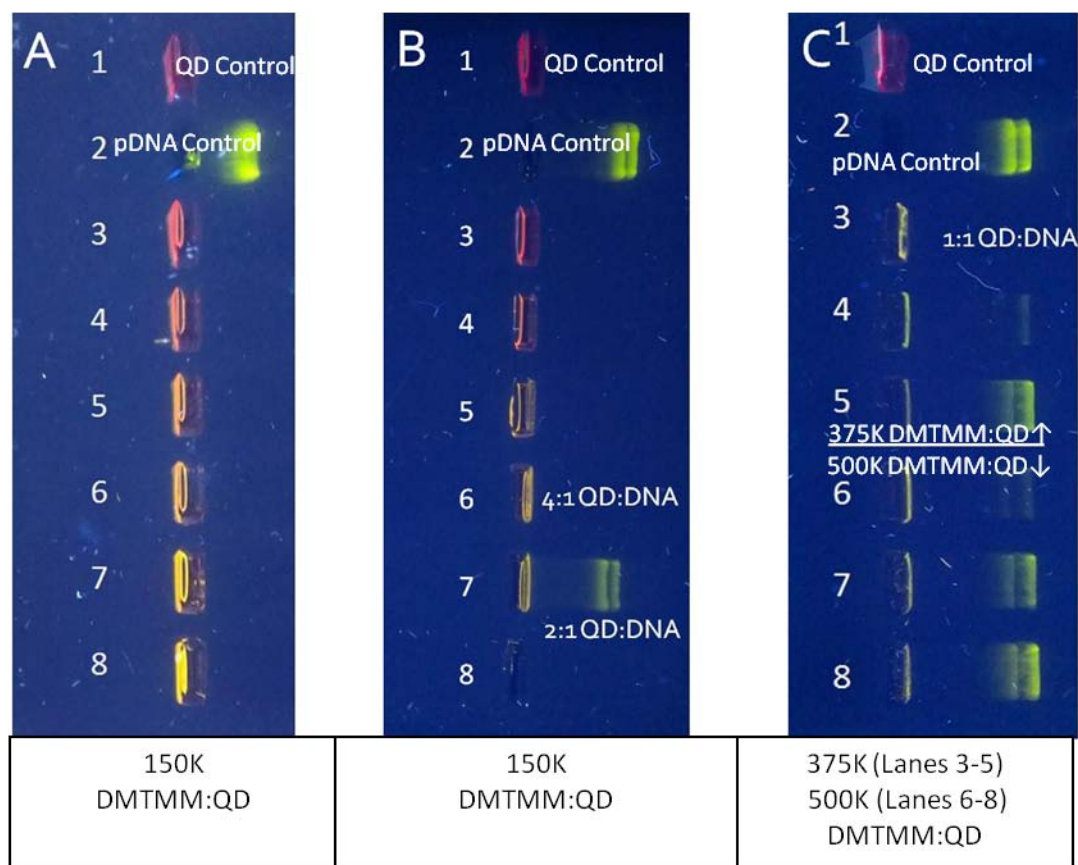 A
1
QD Control
2
pDNA Control
3
4
5
6
7
8
B
1
QD Control
2
pDNA Control
3
4
5
6
4:1 QD:DNA
7
2:1 QD:DNA
8
C
1
QD Control
2
pDNA Control
3
1:1 QD:DNA
4
5
375K DMTMM:QD↑
500K DMTMM:QD↓
6
7
8
150K
DMTMM:QD
150K
DMTMM:QD
375K (Lanes 3-5)
500K (Lanes 6-8)
DMTMM:QD